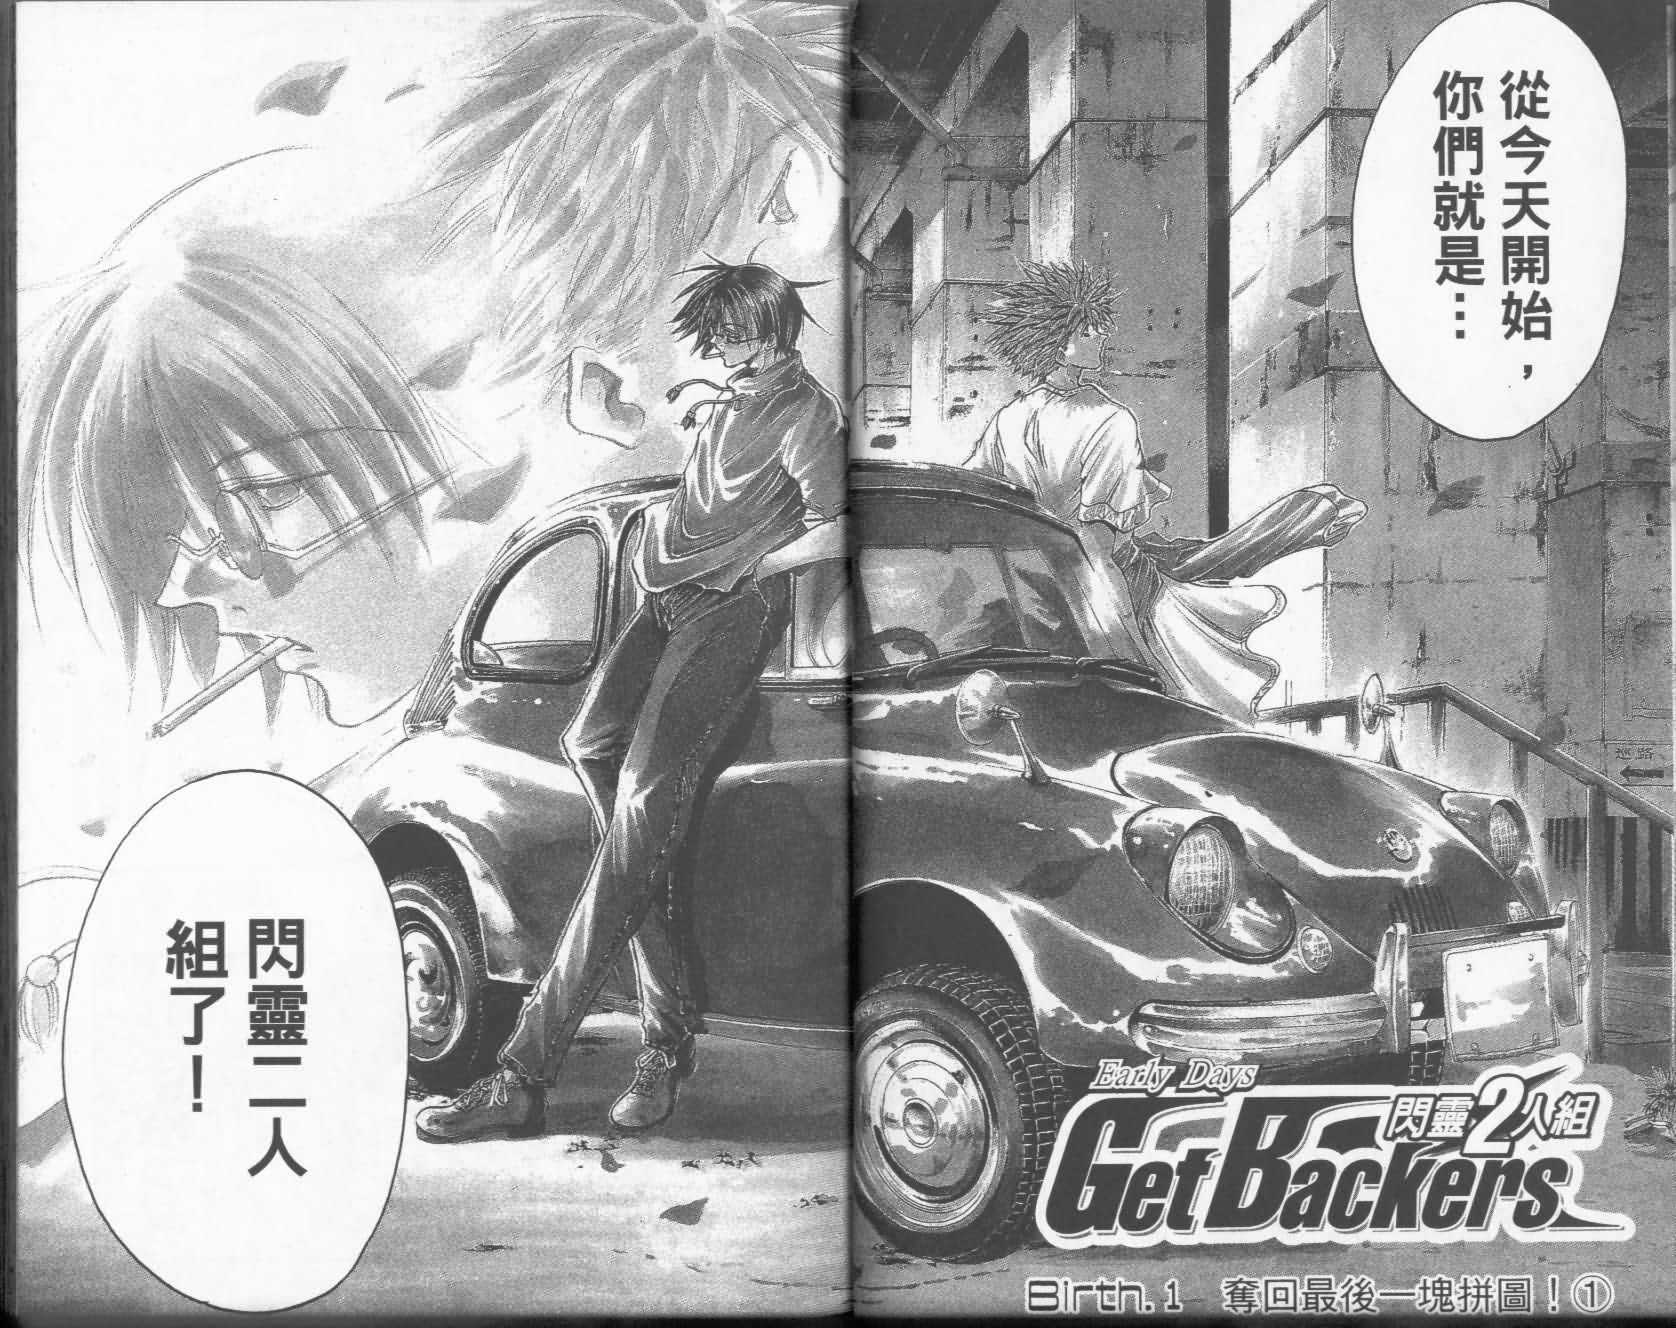 從今天開始，
你們就是…
閃靈二人
組了！
Early Days
GetBackers
閃靈2人組
Birth.1 奪回最後一塊拼圖！①